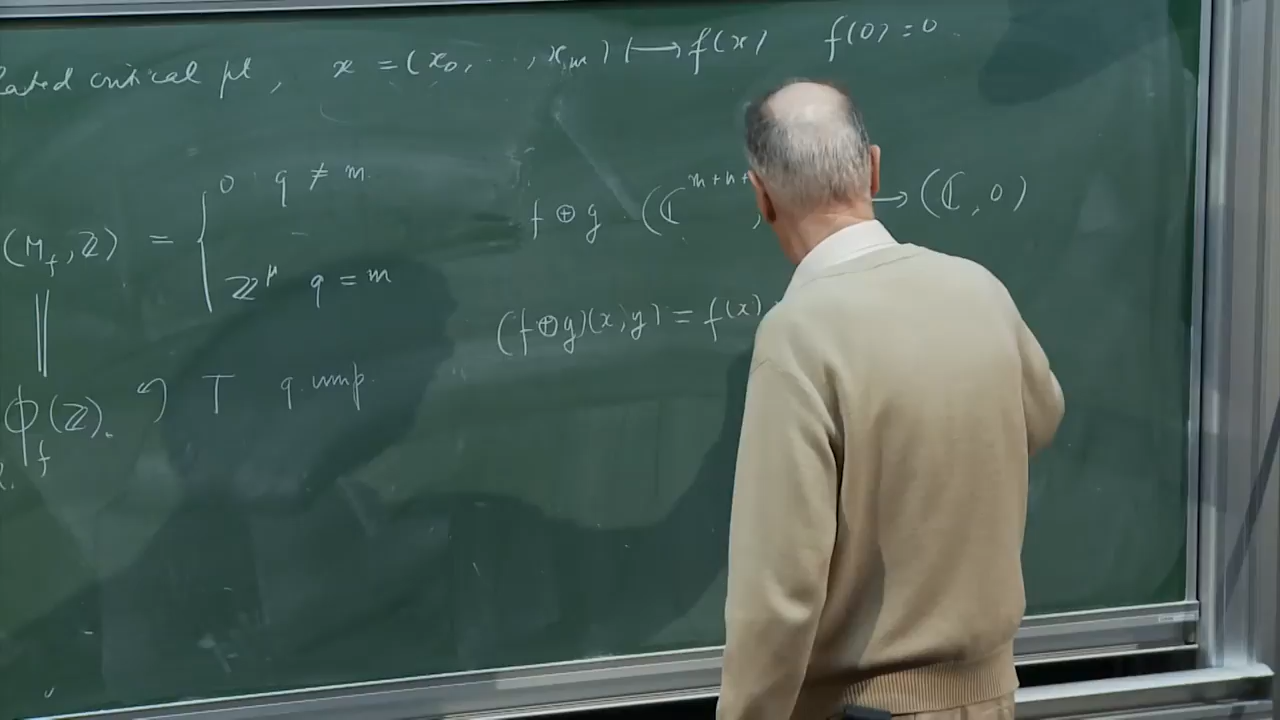 lated critical pt, x = (x₀, ..., xₘ) ⟼ f(x) f(0) = 0
(M_f, ℤ) = { 0 q ≠ m
ℤ^μ q = m
||
Φ_f(ℤ). ↶ T q. unip.
f ⊕ g (ℂ^{m+n+ , → (ℂ, 0)
(f⊕g)(x,y) = f(x)